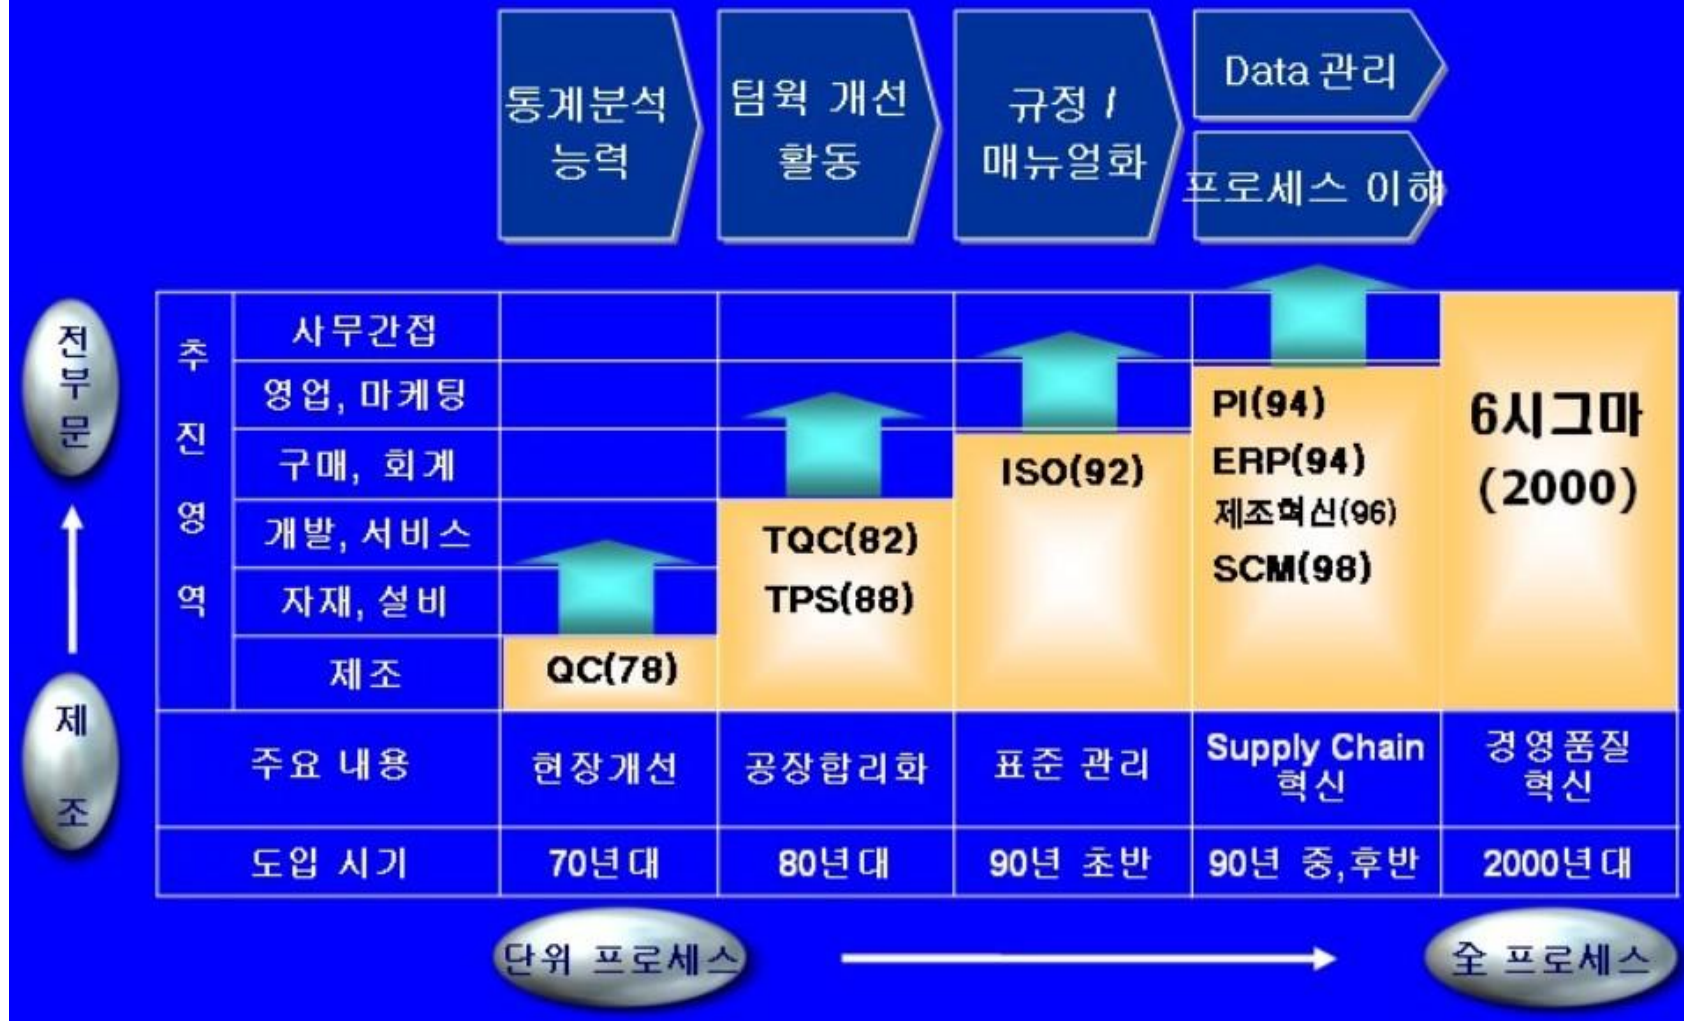 통계분석
능력
팀웍 개선
활동
규정 /
매뉴얼화
Data 관리
프로세스 이해
전
부
문
제
조
추
진
영
역
사무간접
영업, 마케팅
구매, 회계
개발, 서비스
자재, 설비
제조
QC(78)
TQC(82)
TPS(88)
ISO(92)
PI(94)
ERP(94)
제조혁신(96)
SCM(98)
6시그마
(2000)
주요 내용
현장개선
공장합리화
표준 관리
Supply Chain
혁신
경영품질
혁신
도입 시기
70년대
80년대
90년 초반
90년 중,후반
2000년대
단위 프로세스
全 프로세스